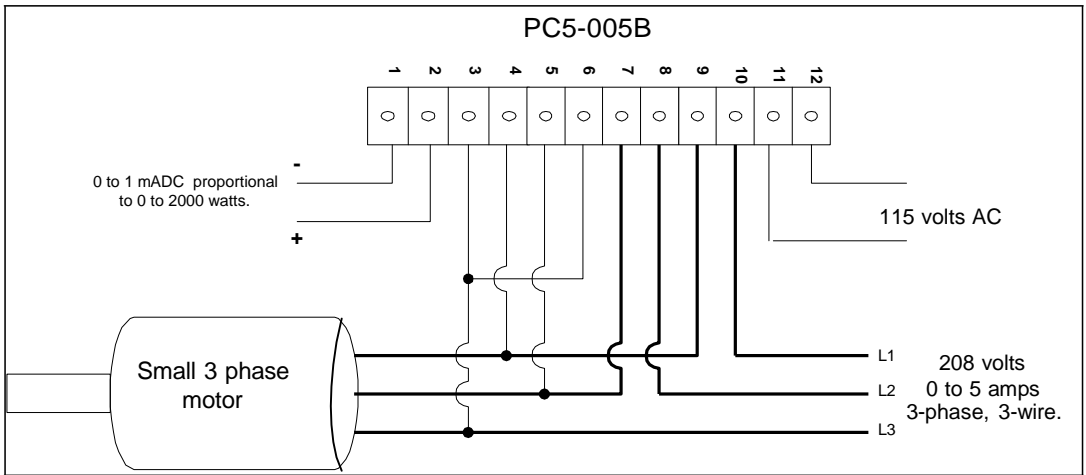 PC5-005B
1 2 3 4 5 6 7 8 9 10 11 12
-
0 to 1 mADC proportional
to 0 to 2000 watts.
+
115 volts AC
Small 3 phase
motor
L1
L2
L3
208 volts
0 to 5 amps
3-phase, 3-wire.